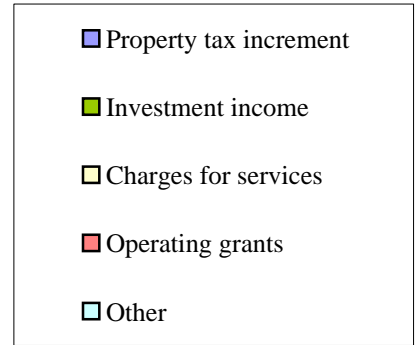 Property tax increment
Investment income
Charges for services
Operating grants
Other